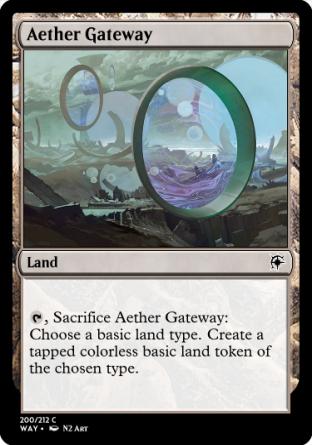 Aether Gateway
Land
, Sacrifice Aether Gateway:
Choose a basic land type. Create a
tapped colorless basic land token of
the chosen type.
200/212 C
WAY • N2 Art